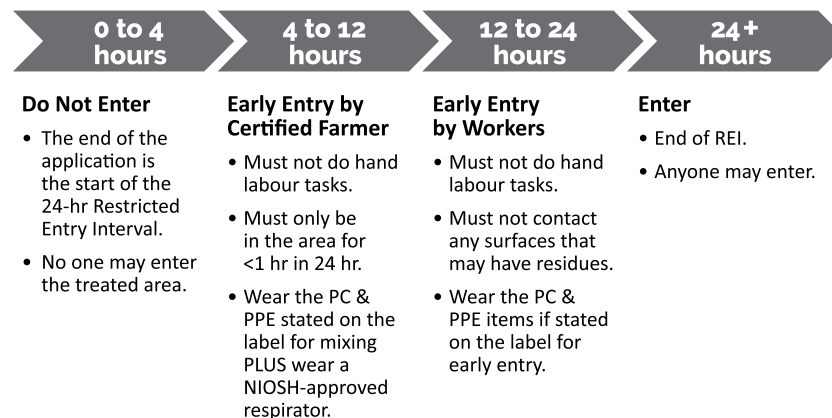 0 to 4
hours
4 to 12
hours
12 to 24
hours
24+
hours
Do Not Enter
• The end of the
application is
the start of the
24-hr Restricted
Entry Interval.
• No one may enter
the treated area.
Early Entry by
Certified Farmer
• Must not do hand
labour tasks.
• Must only be
in the area for
<1 hr in 24 hr.
• Wear the PC &
PPE stated on the
label for mixing
PLUS wear a
NIOSH-approved
respirator.
Early Entry
by Workers
• Must not do hand
labour tasks.
• Must not contact
any surfaces that
may have residues.
• Wear the PC &
PPE items if stated
on the label for
early entry.
Enter
• End of REI.
• Anyone may enter.